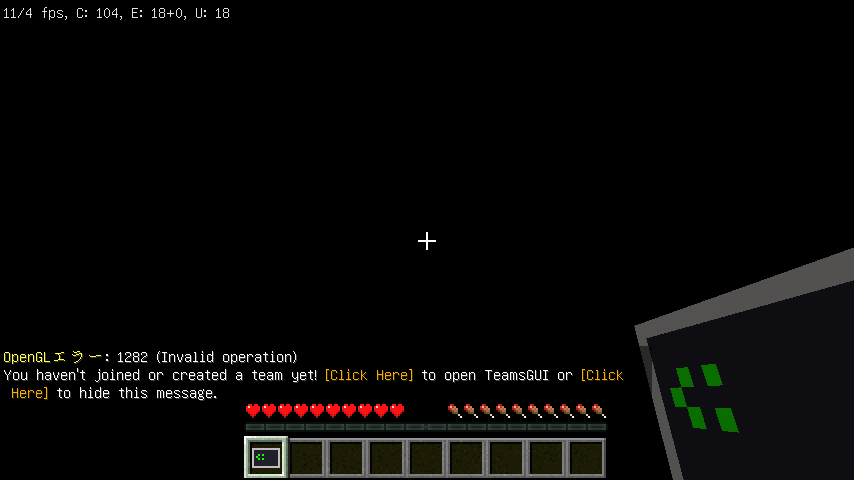 11/4 fps, C: 104, E: 18+0, U: 18
OpenGLエラー: 1282 (Invalid operation)
You haven't joined or created a team yet! [Click Here] to open TeamsGUI or [Click
Here] to hide this message.